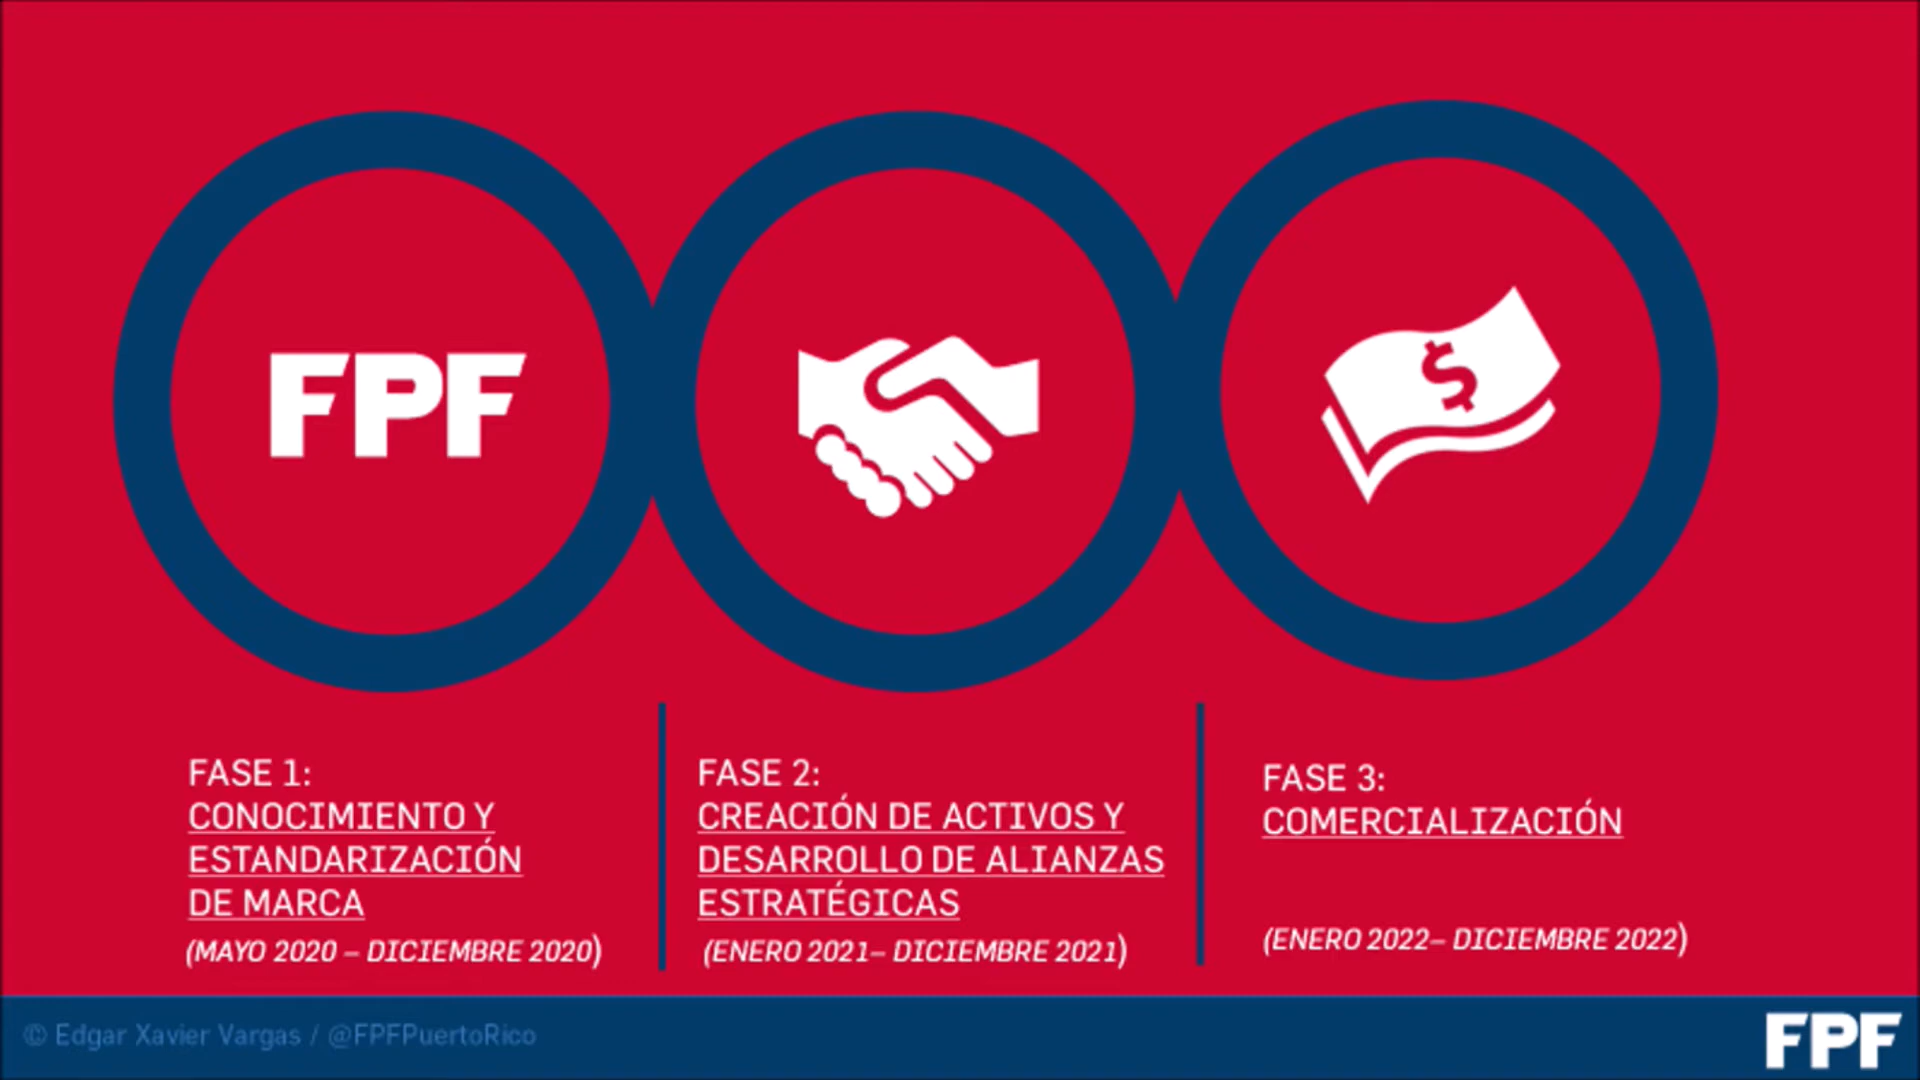 FPF
$
FASE 1:
CONOCIMIENTO Y
ESTANDARIZACIÓN
DE MARCA
(MAYO 2020 – DICIEMBRE 2020)
FASE 2:
CREACIÓN DE ACTIVOS Y
DESARROLLO DE ALIANZAS
ESTRATÉGICAS
(ENERO 2021– DICIEMBRE 2021)
FASE 3:
COMERCIALIZACIÓN
(ENERO 2022– DICIEMBRE 2022)
© Edgar Xavier Vargas / @FPFPuertoRico
FPF